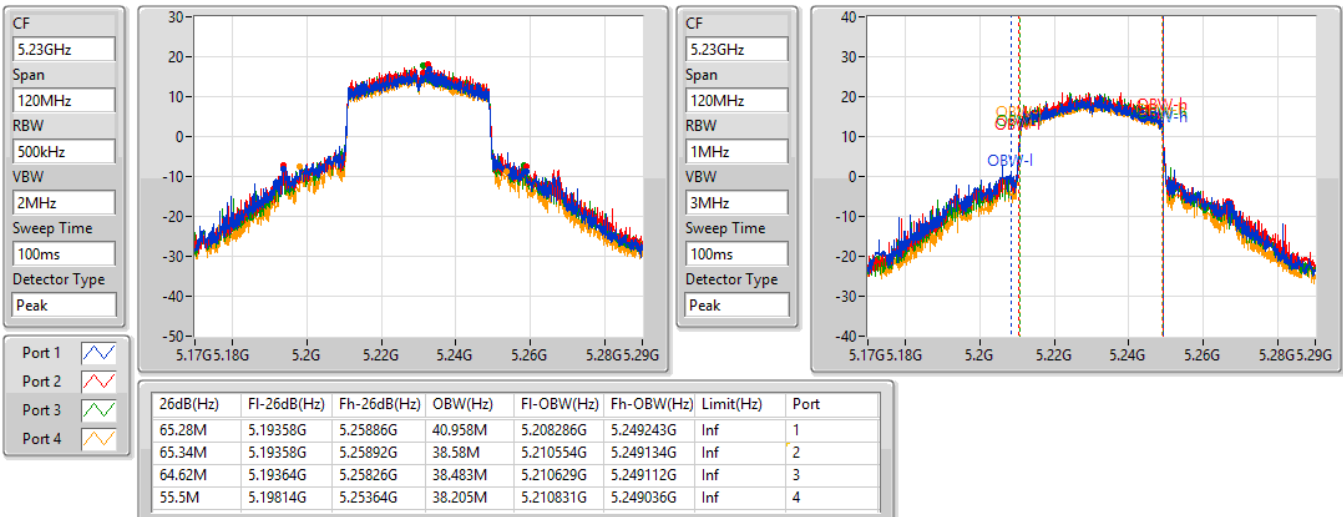 CF
5.23GHz
Span
120MHz
RBW
500kHz
VBW
2MHz
Sweep Time
100ms
Detector Type
Peak
30
20
10
0
-10
-20
-30
-40
-50
5.17G 5.18G 5.2G 5.22G 5.24G 5.26G 5.28G 5.29G
CF
5.23GHz
Span
120MHz
RBW
1MHz
VBW
3MHz
Sweep Time
100ms
Detector Type
Peak
40
30
20
10
0
-10
-20
-30
-40
OBW-h
OBW-l
5.17G 5.18G 5.2G 5.22G 5.24G 5.26G 5.28G 5.29G
Port 1
Port 2
Port 3
Port 4
26dB(Hz) Fl-26dB(Hz) Fh-26dB(Hz) OBW(Hz) Fl-OBW(Hz) Fh-OBW(Hz) Limit(Hz) Port
65.28M 5.19358G 5.25886G 40.958M 5.208286G 5.249243G Inf 1
65.34M 5.19358G 5.25892G 38.58M 5.210554G 5.249134G Inf 2
64.62M 5.19364G 5.25826G 38.483M 5.210629G 5.249112G Inf 3
55.5M 5.19814G 5.25364G 38.205M 5.210831G 5.249036G Inf 4